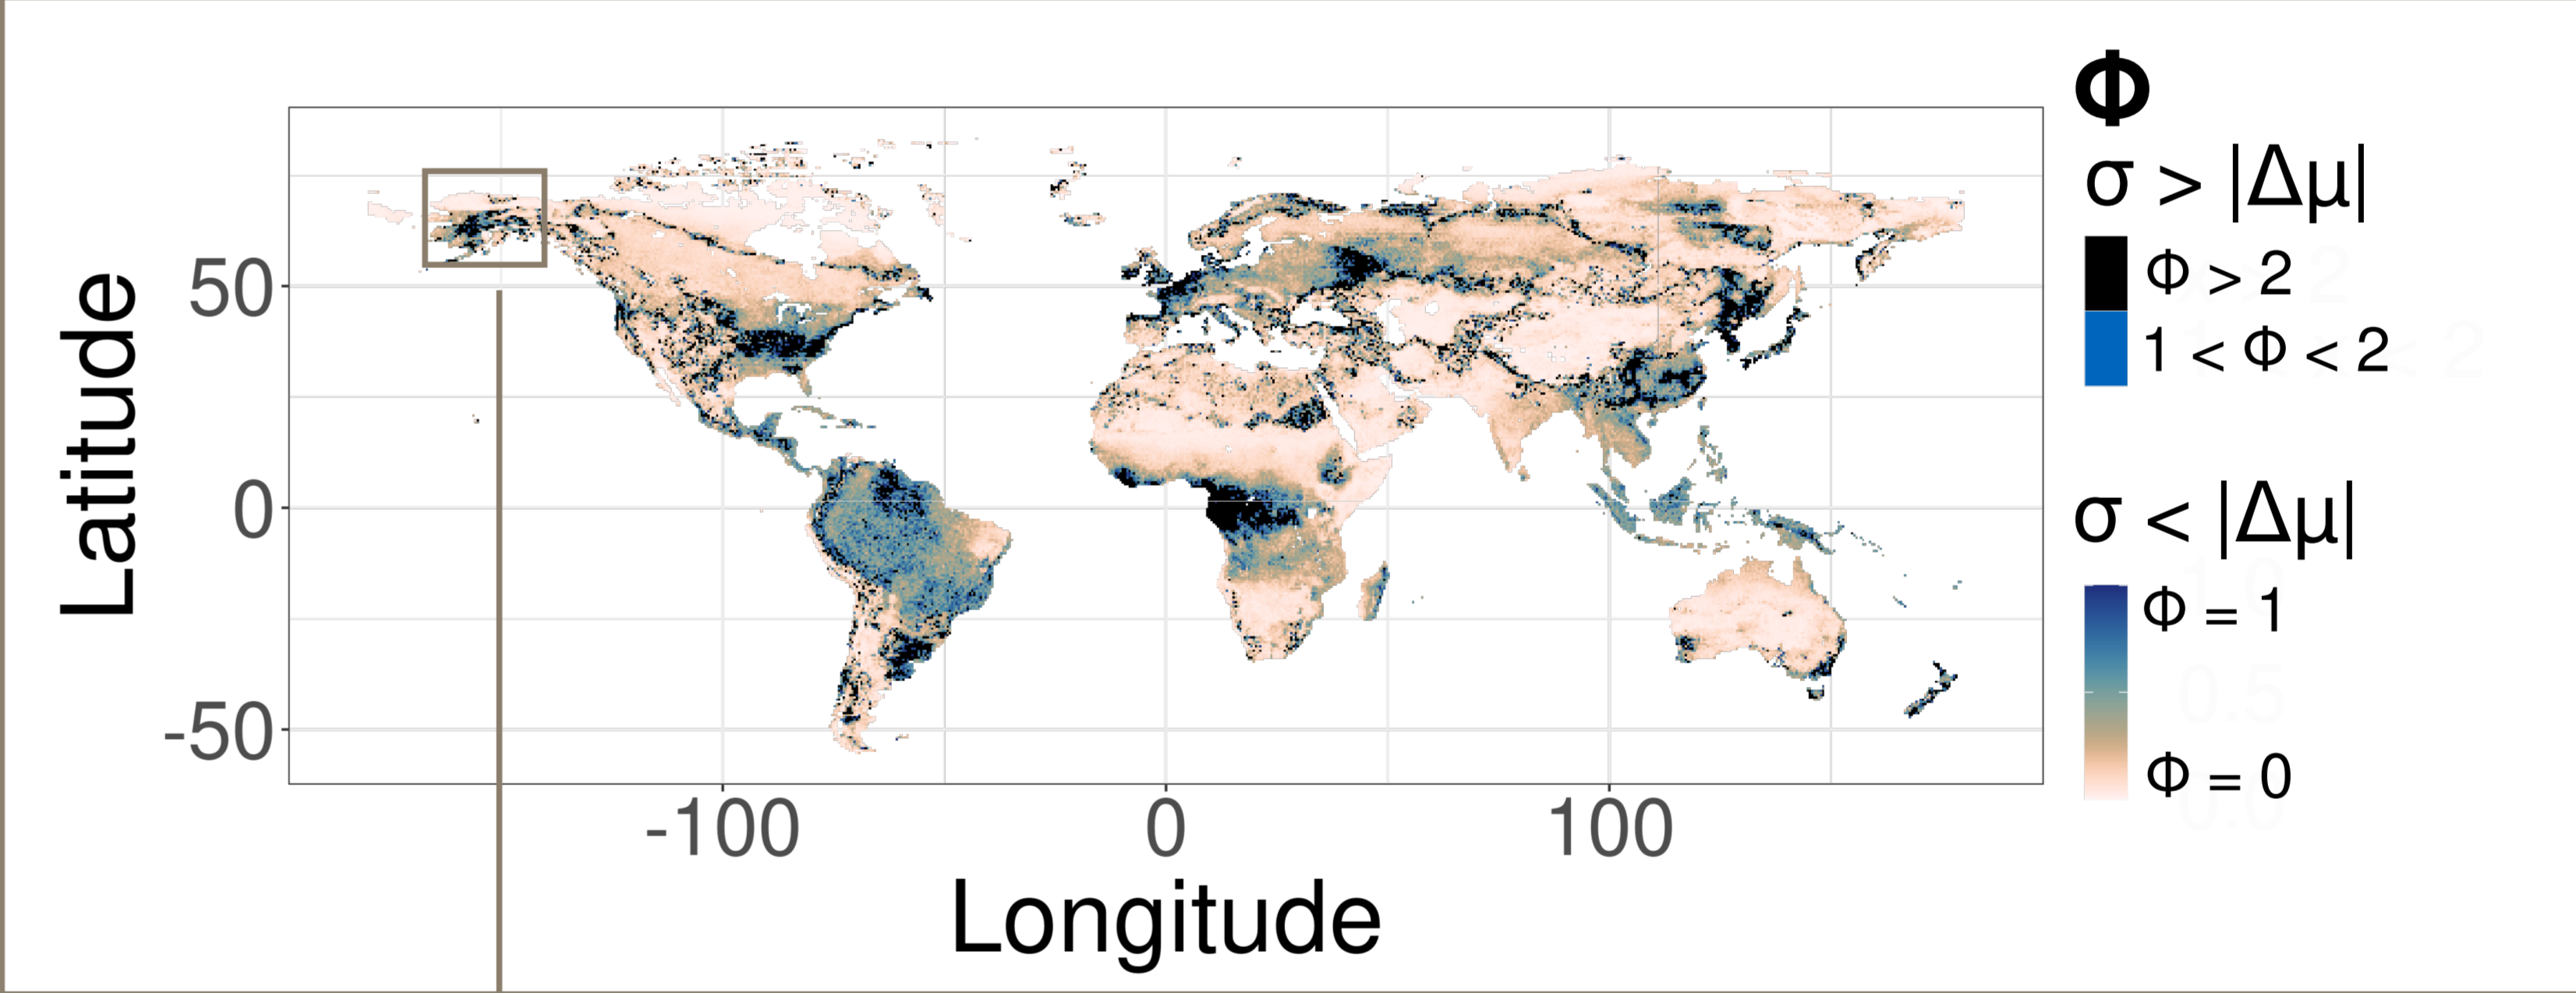 Φ
σ > |Δμ|
Φ > 2
1 < Φ < 2
σ < |Δμ|
Φ = 1
Φ = 0
50
0
-50
Latitude
-100 0 100
Longitude